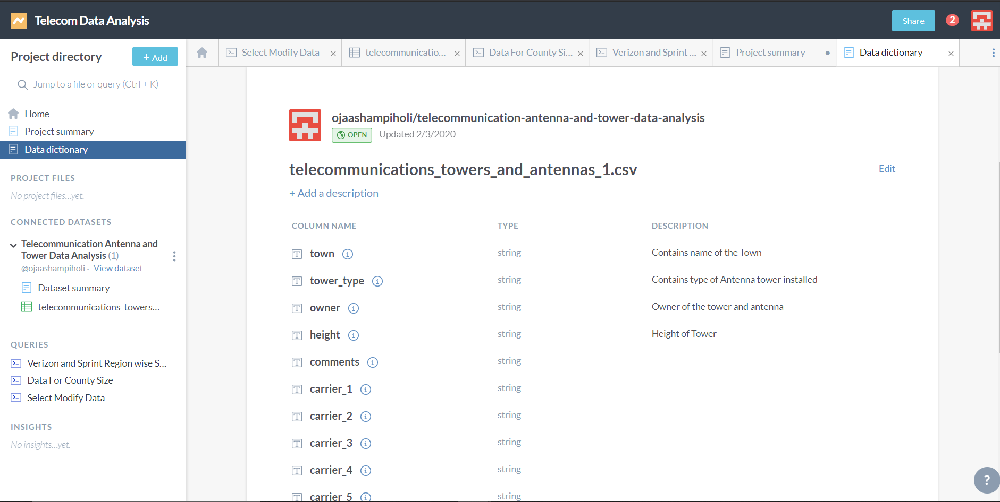 Telecom Data Analysis
Share
2
Project directory
+ Add
Jump to a file or query (Ctrl + K)
Home
Project summary
Data dictionary
PROJECT FILES
No project files...yet.
CONNECTED DATASETS
Telecommunication Antenna and
Tower Data Analysis (1)
@ojaashampiholi · View dataset
Dataset summary
telecommunications_towers...
QUERIES
Verizon and Sprint Region wise S...
Data For County Size
Select Modify Data
INSIGHTS
No insights...yet.
Select Modify Data
telecommunicatio...
Data For County Si...
Verizon and Sprint ...
Project summary
Data dictionary
ojaashampiholi/telecommunication-antenna-and-tower-data-analysis
OPEN Updated 2/3/2020
telecommunications_towers_and_antennas_1.csv
Edit
+ Add a description
COLUMN NAME TYPE DESCRIPTION
town string Contains name of the Town
tower_type string Contains type of Antenna tower installed
owner string Owner of the tower and antenna
height string Height of Tower
comments string
carrier_1 string
carrier_2 string
carrier_3 string
carrier_4 string
carrier_5 string
?